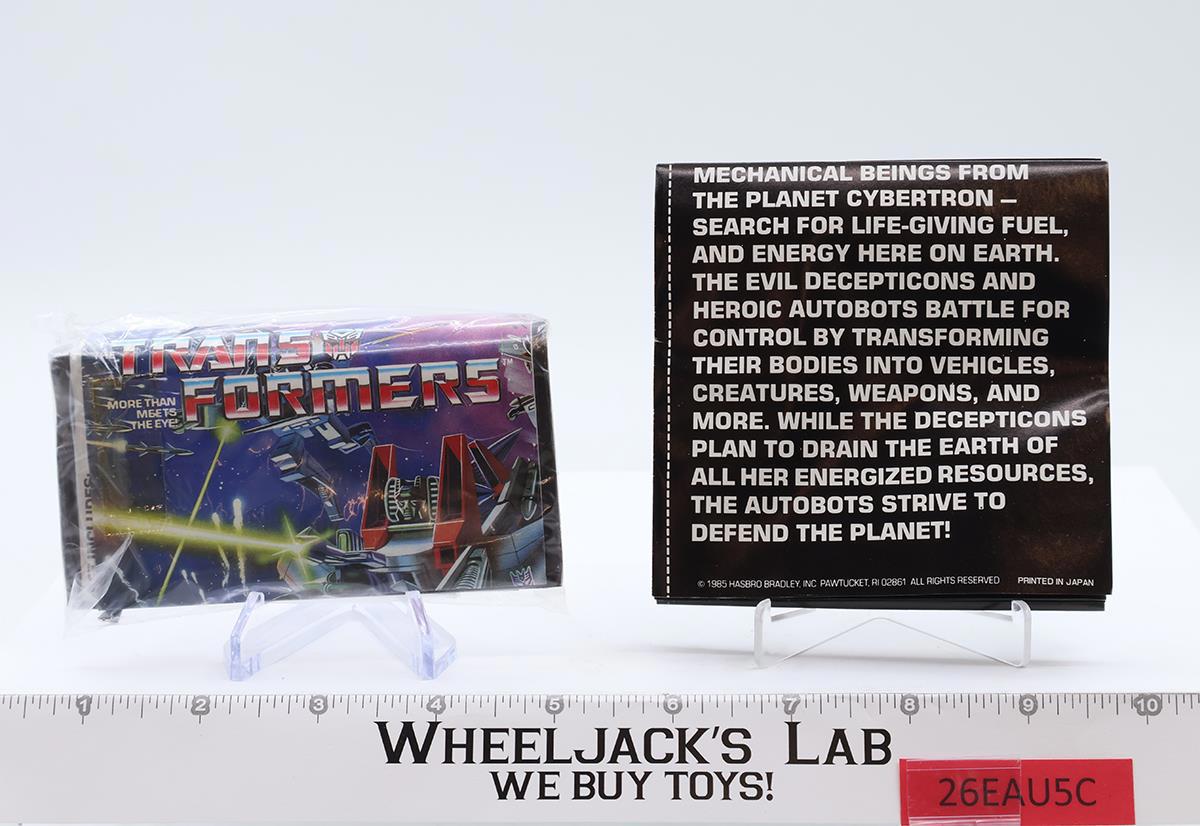 TRANS
FORMERS™
MORE THAN
MEETS
THE EYE!
INCLUDES:
MECHANICAL BEINGS FROM
THE PLANET CYBERTRON –
SEARCH FOR LIFE-GIVING FUEL,
AND ENERGY HERE ON EARTH.
THE EVIL DECEPTICONS AND
HEROIC AUTOBOTS BATTLE FOR
CONTROL BY TRANSFORMING
THEIR BODIES INTO VEHICLES,
CREATURES, WEAPONS, AND
MORE. WHILE THE DECEPTICONS
PLAN TO DRAIN THE EARTH OF
ALL HER ENERGIZED RESOURCES,
THE AUTOBOTS STRIVE TO
DEFEND THE PLANET!
© 1985 HASBRO BRADLEY, INC PAWTUCKET, RI 02861 ALL RIGHTS RESERVED PRINTED IN JAPAN
1 2 3 4 5 6 7 8 9 10
WHEELJACK'S LAB
WE BUY TOYS!
26EAU5C